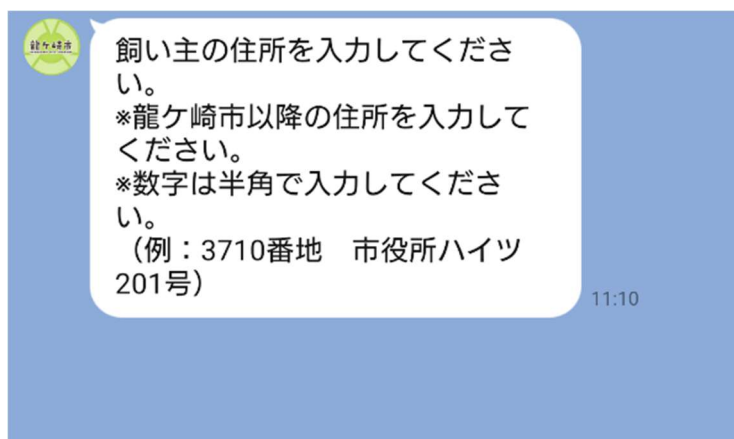 龍ケ崎市
飼い主の住所を入力してくださ
い。
※龍ケ崎市以降の住所を入力して
ください。
※数字は半角で入力してくださ
い。
（例：3710番地　市役所ハイツ
201号）
11:10